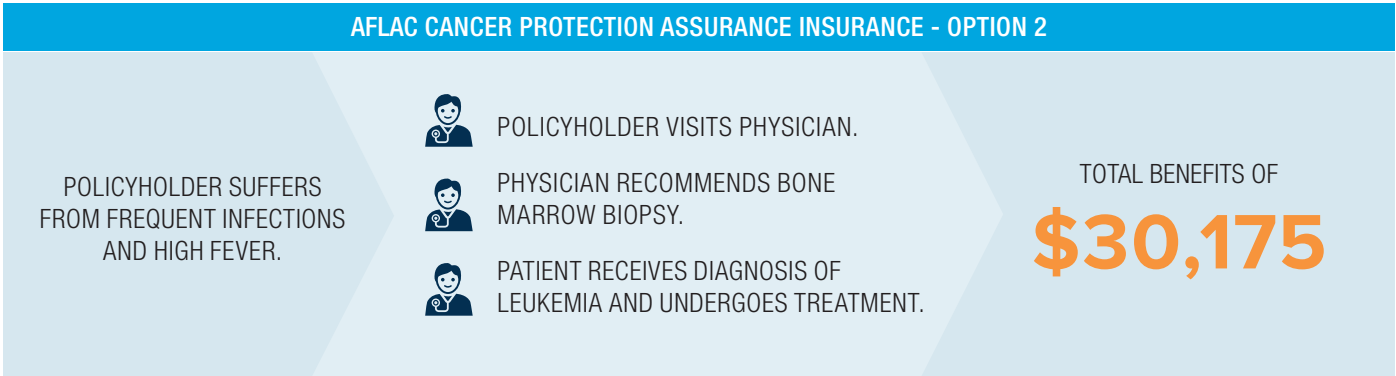 AFLAC CANCER PROTECTION ASSURANCE INSURANCE - OPTION 2
POLICYHOLDER SUFFERS
FROM FREQUENT INFECTIONS
AND HIGH FEVER.
POLICYHOLDER VISITS PHYSICIAN.
PHYSICIAN RECOMMENDS BONE
MARROW BIOPSY.
PATIENT RECEIVES DIAGNOSIS OF
LEUKEMIA AND UNDERGOES TREATMENT.
TOTAL BENEFITS OF
$30,175